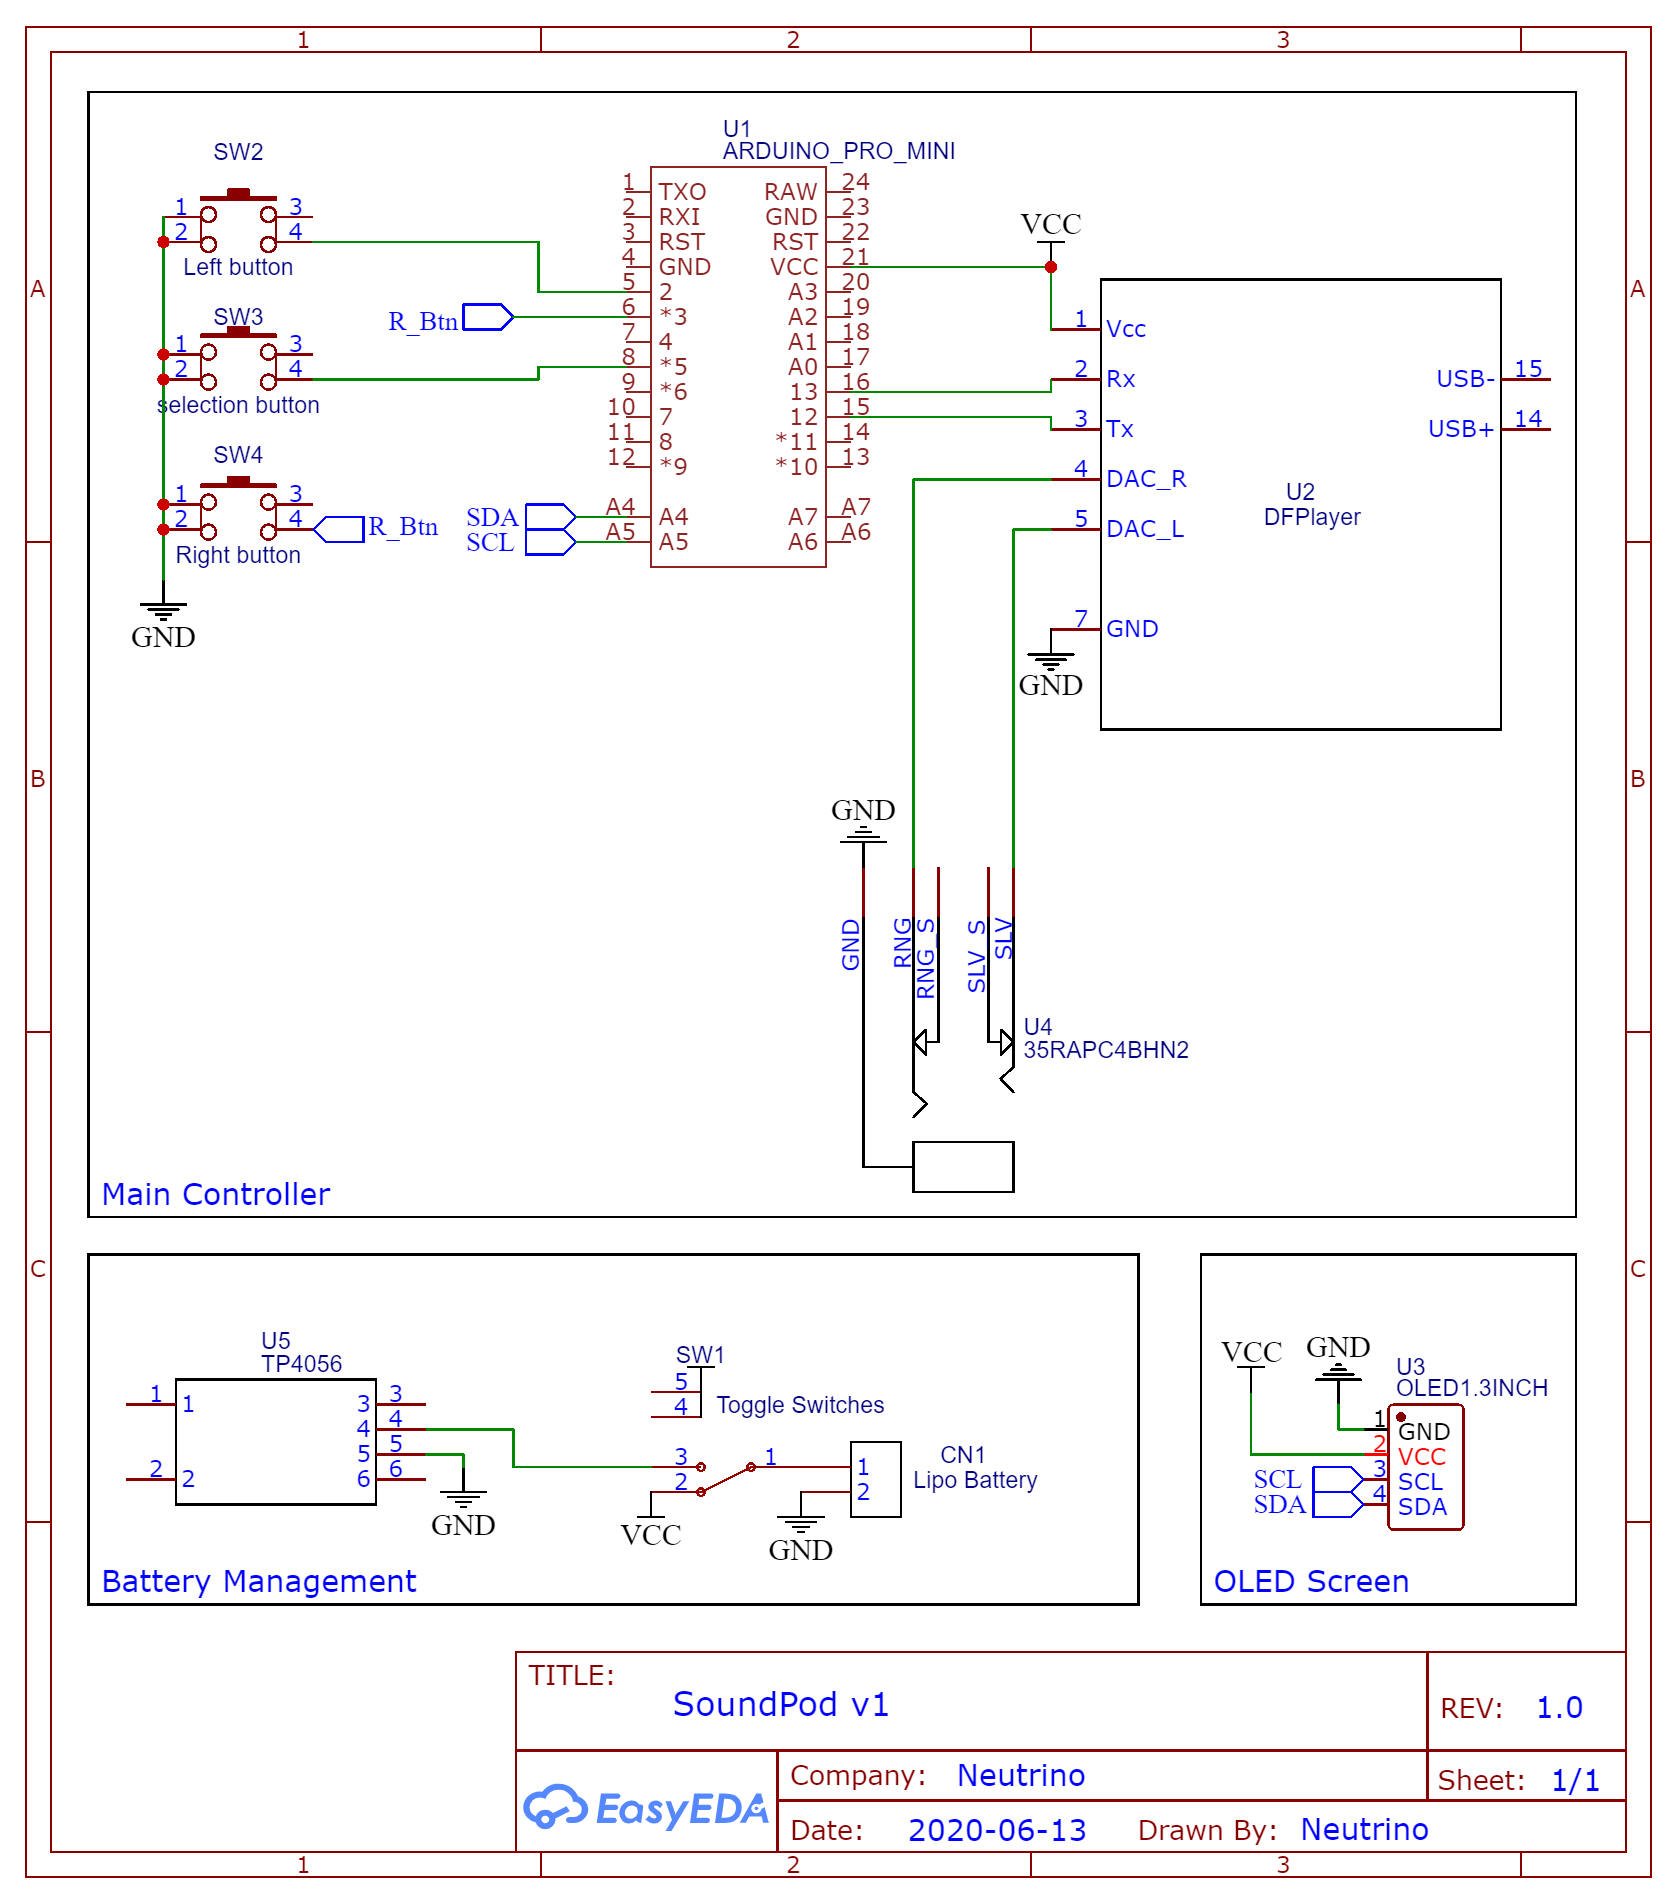 1 2 3
A A
B B
C C
SW2
1 3
2 4
Left button
SW3
1 3
2 4
selection button
SW4
1 3
2 4
Right button
R_Btn
GND
R_Btn
SDA
SCL
U1
ARDUINO_PRO_MINI
1 TXO RAW 24
2 RXI GND 23
3 RST RST 22
4 GND VCC 21
5 2 A3 20
6 *3 A2 19
7 4 A1 18
8 *5 A0 17
9 *6 13 16
10 7 12 15
11 8 *11 14
12 *9 *10 13
A4 A4 A7 A7
A5 A5 A6 A6
VCC
1 Vcc
2 Rx USB- 15
3 Tx USB+ 14
4 DAC_R
5 DAC_L
7 GND
U2
DFPlayer
GND
GND
GND
RNG
RNG_S
SLV_S
SLV
U4
35RAPC4BHN2
Main Controller
U5
TP4056
1 1 3 3
4 4
5 5
2 2 6 6
GND
SW1
5
4
Toggle Switches
3 1
2
VCC
CN1
Lipo Battery
1
2
GND
Battery Management
VCC
GND
U3
OLED1.3INCH
1 GND
2 VCC
SCL 3 SCL
SDA 4 SDA
OLED Screen
TITLE:
SoundPod v1
REV: 1.0
EasyEDA
Company: Neutrino
Sheet: 1/1
Date: 2020-06-13 Drawn By: Neutrino
1 2 3